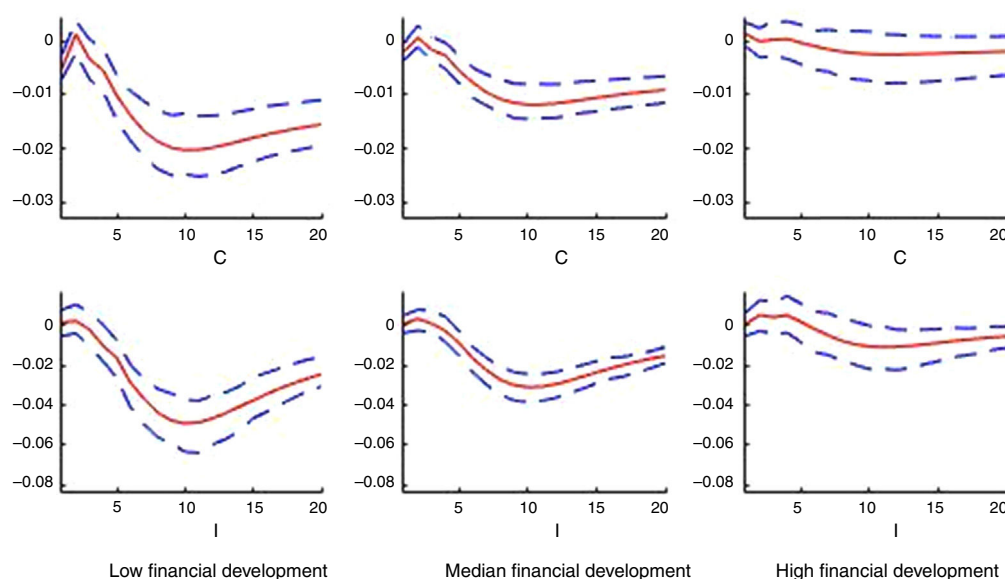 0 0 0
–0.01 –0.01 –0.01
–0.02 –0.02 –0.02
–0.03 –0.03 –0.03
5 10 15 20 5 10 15 20 5 10 15 20
C C C
0 0 0
–0.02 –0.02 –0.02
–0.04 –0.04 –0.04
–0.06 –0.06 –0.06
–0.08 –0.08 –0.08
5 10 15 20 5 10 15 20 5 10 15 20
I I I
Low financial development Median financial development High financial development